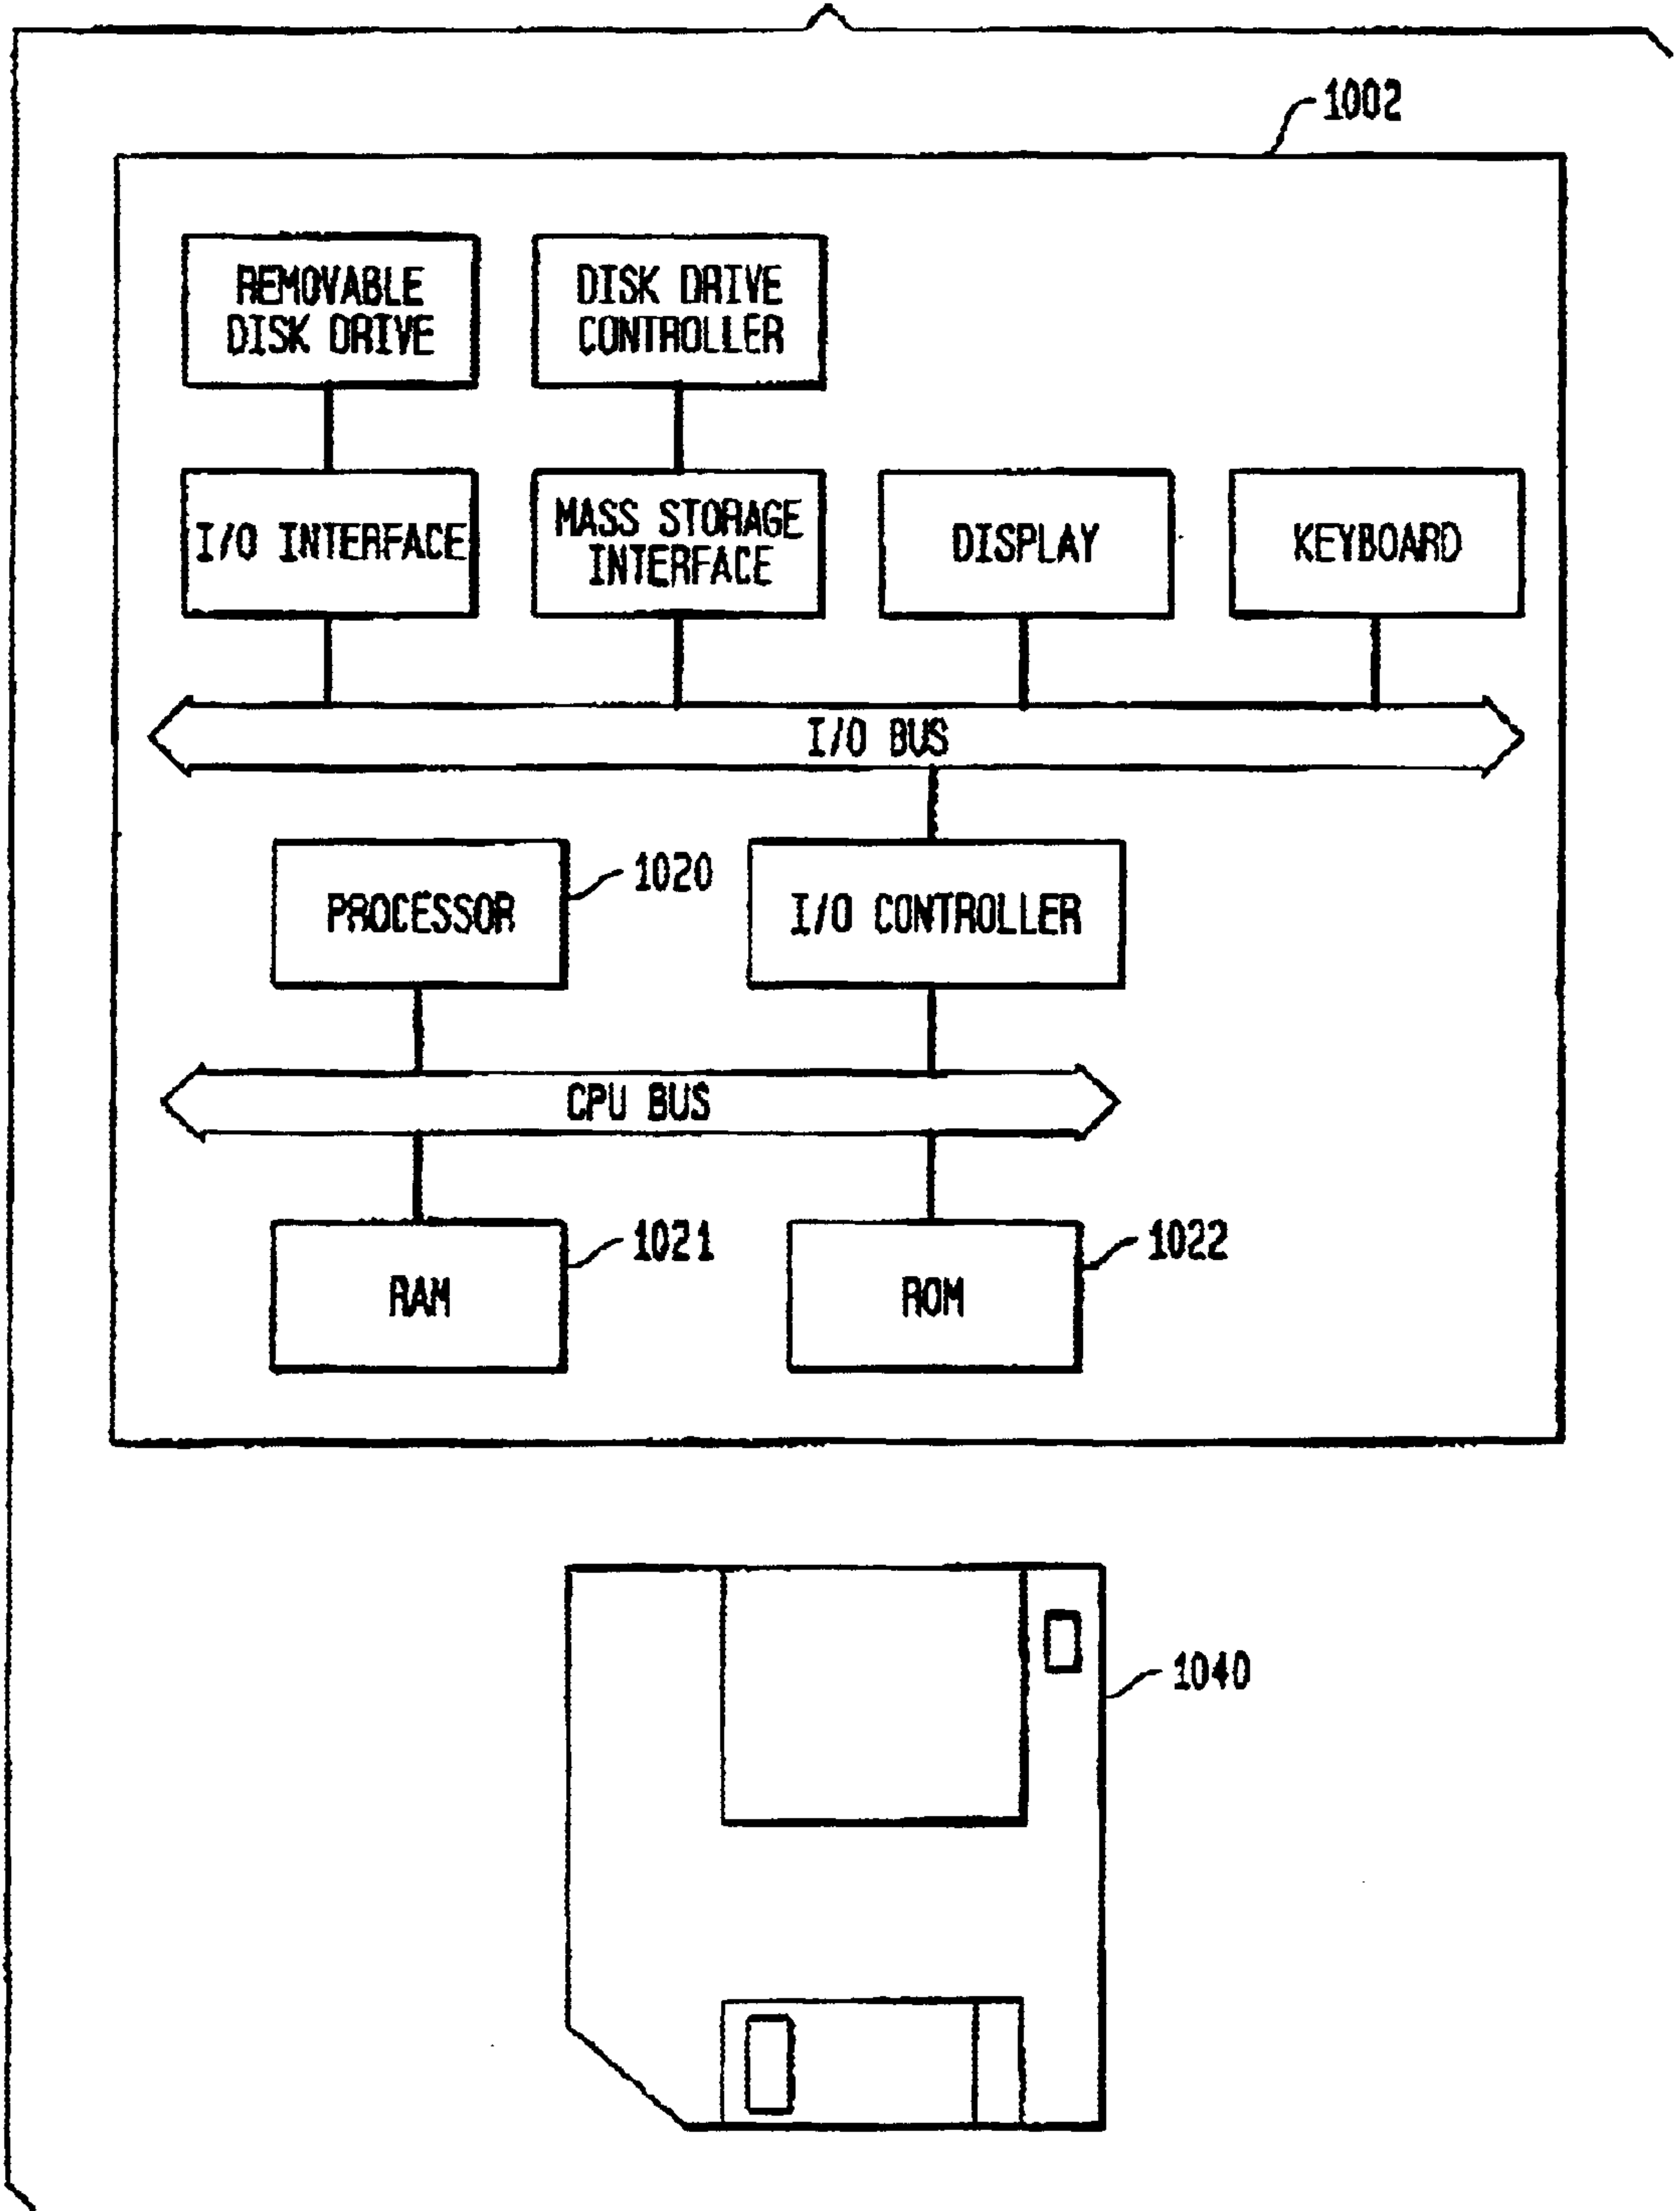 1002
REMOVABLE
DISK DRIVE
DISK DRIVE
CONTROLLER
I/O INTERFACE
MASS STORAGE
INTERFACE
DISPLAY
KEYBOARD
I/O BUS
PROCESSOR
1020
I/O CONTROLLER
CPU BUS
RAM
1021
ROM
1022
1040